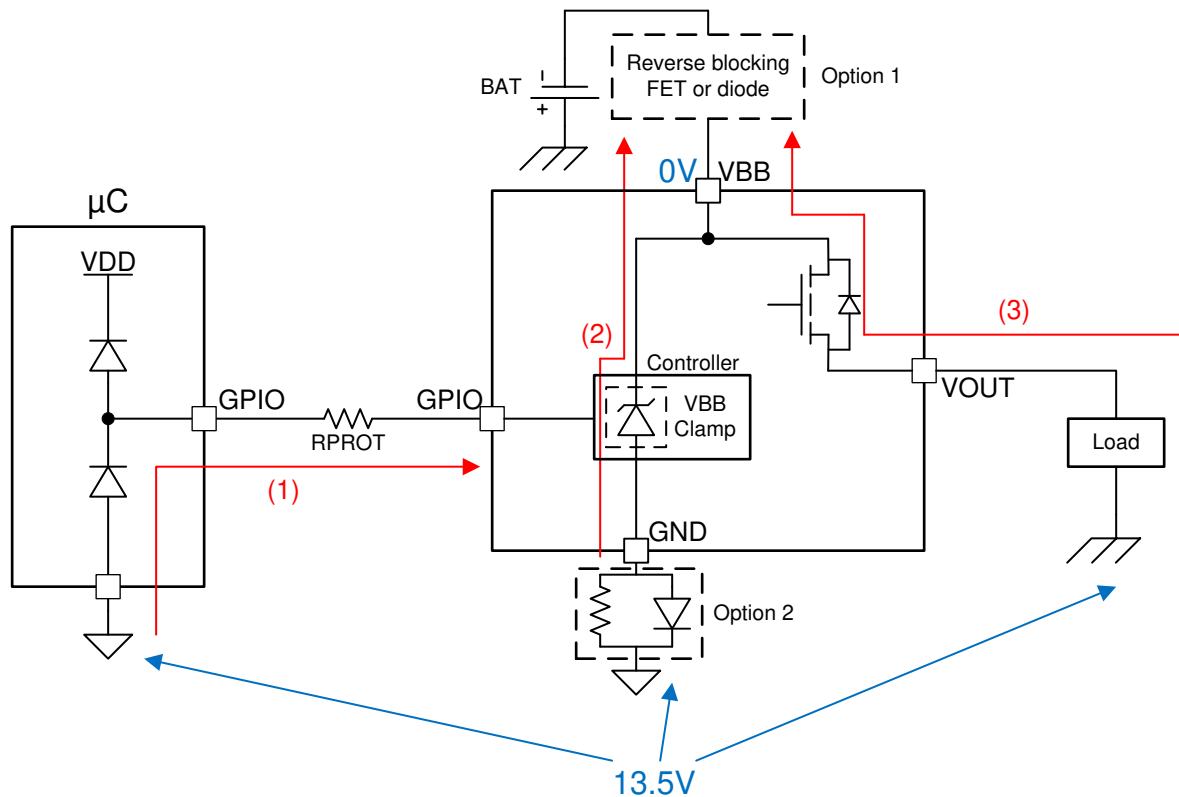 Reverse blocking
FET or diode
Option 1
BAT
-
+
0V
VBB
µC
VDD
(2)
(3)
Controller
VBB
Clamp
GPIO
GPIO
RPROT
VOUT
Load
(1)
GND
Option 2
13.5V